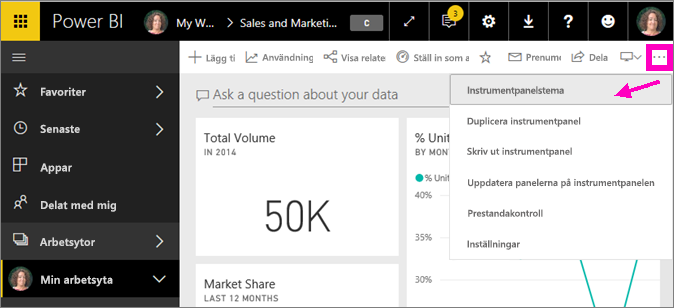 Power BI
My W...
Sales and Marketi...
C
3
?
Lägg ti
Användning
Visa relate
Ställ in som a
Prenume
Dela
...
Favoriter
Senaste
Appar
Delat med mig
Arbetsytor
Min arbetsyta
Ask a question about your data
Instrumentpanelstema
Duplicera instrumentpanel
Skriv ut instrumentpanel
Uppdatera panelerna på instrumentpanelen
Prestandakontroll
Inställningar
Total Volume
IN 2014
50K
% Unit
BY MON
% Unit
40%
35%
30%
Market Share
LAST 12 MONTHS